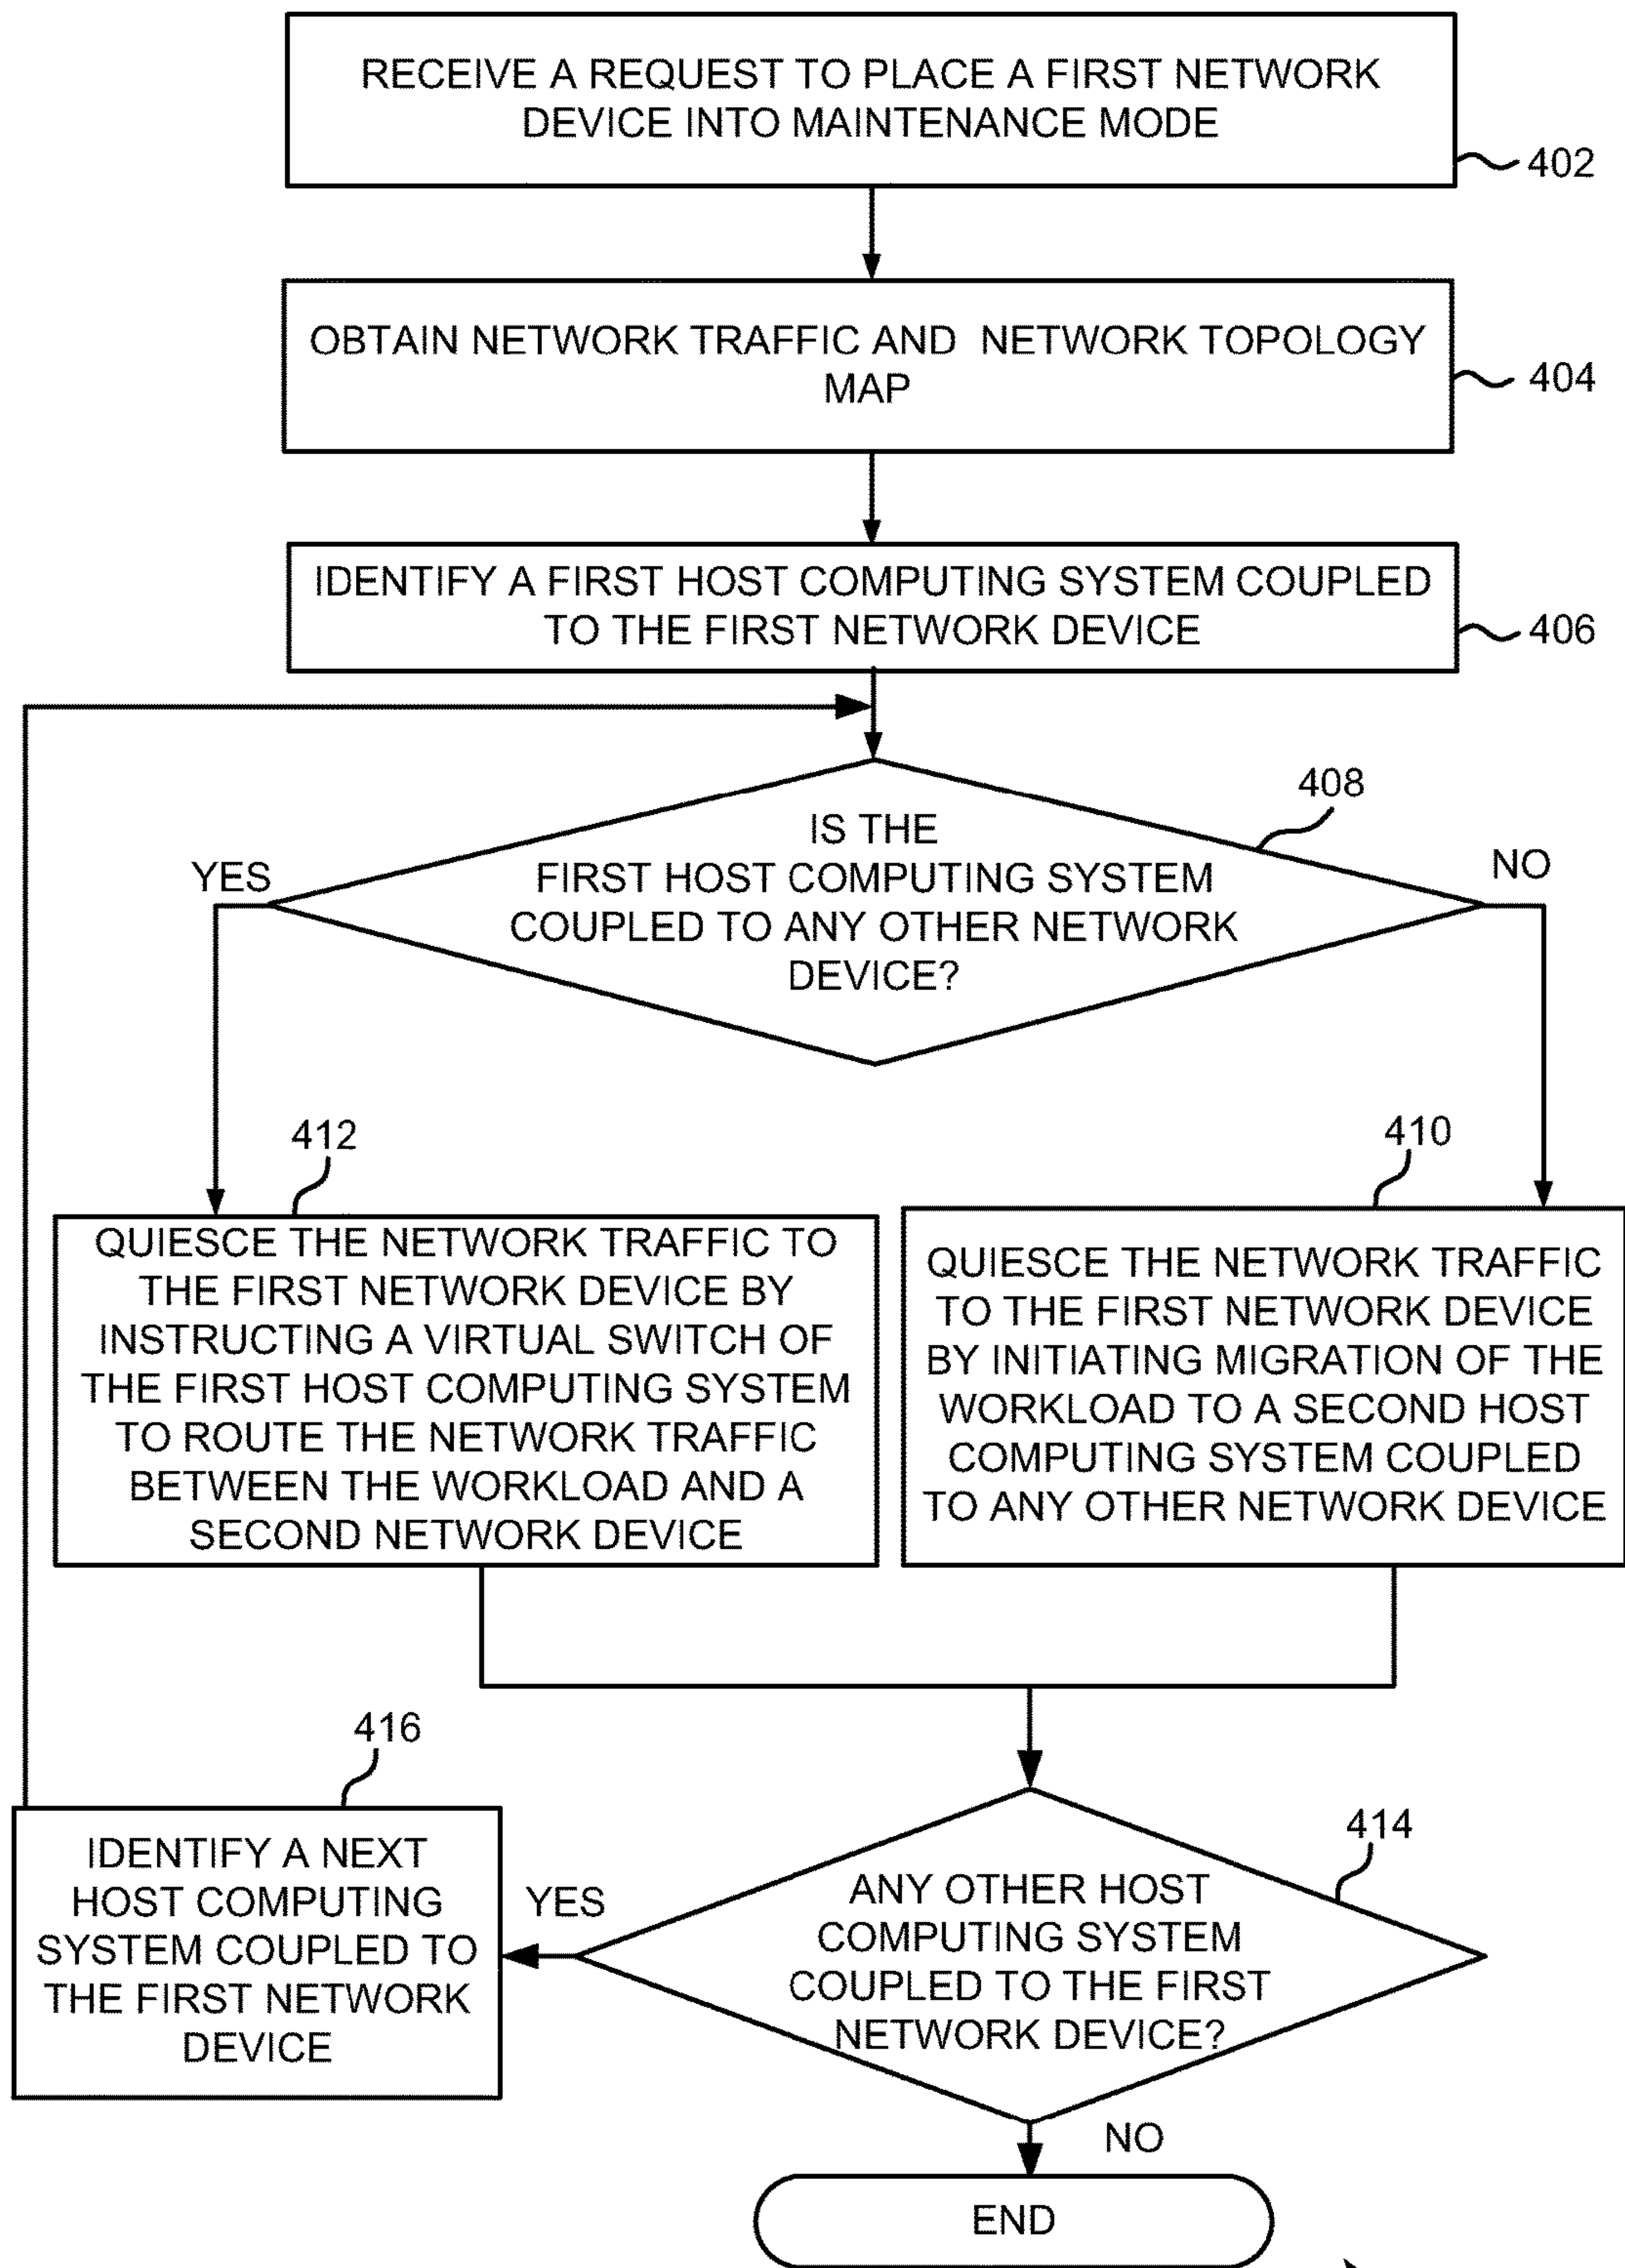 RECEIVE A REQUEST TO PLACE A FIRST NETWORK
DEVICE INTO MAINTENANCE MODE
402
OBTAIN NETWORK TRAFFIC AND NETWORK TOPOLOGY
MAP
404
IDENTIFY A FIRST HOST COMPUTING SYSTEM COUPLED
TO THE FIRST NETWORK DEVICE
406
408
IS THE
FIRST HOST COMPUTING SYSTEM
COUPLED TO ANY OTHER NETWORK
DEVICE?
YES
NO
412
QUIESCE THE NETWORK TRAFFIC TO
THE FIRST NETWORK DEVICE BY
INSTRUCTING A VIRTUAL SWITCH OF
THE FIRST HOST COMPUTING SYSTEM
TO ROUTE THE NETWORK TRAFFIC
BETWEEN THE WORKLOAD AND A
SECOND NETWORK DEVICE
410
QUIESCE THE NETWORK TRAFFIC
TO THE FIRST NETWORK DEVICE
BY INITIATING MIGRATION OF THE
WORKLOAD TO A SECOND HOST
COMPUTING SYSTEM COUPLED
TO ANY OTHER NETWORK DEVICE
414
ANY OTHER HOST
COMPUTING SYSTEM
COUPLED TO THE FIRST
NETWORK DEVICE?
YES
416
IDENTIFY A NEXT
HOST COMPUTING
SYSTEM COUPLED TO
THE FIRST NETWORK
DEVICE
NO
END